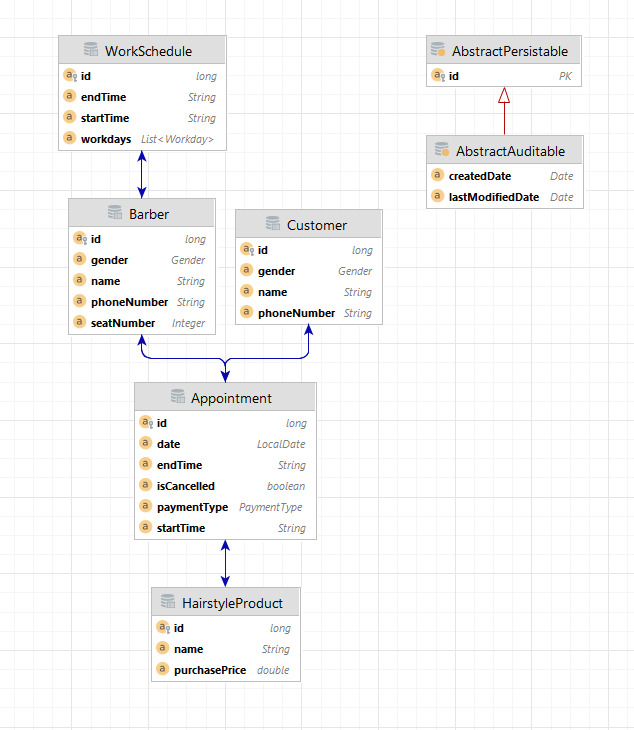 WorkSchedule
id long
endTime String
startTime String
workdays List<Workday>
AbstractPersistable
id PK
AbstractAuditable
createdDate Date
lastModifiedDate Date
Barber
id long
gender Gender
name String
phoneNumber String
seatNumber Integer
Customer
id long
gender Gender
name String
phoneNumber String
Appointment
id long
date LocalDate
endTime String
isCancelled boolean
paymentType PaymentType
startTime String
HairstyleProduct
id long
name String
purchasePrice double